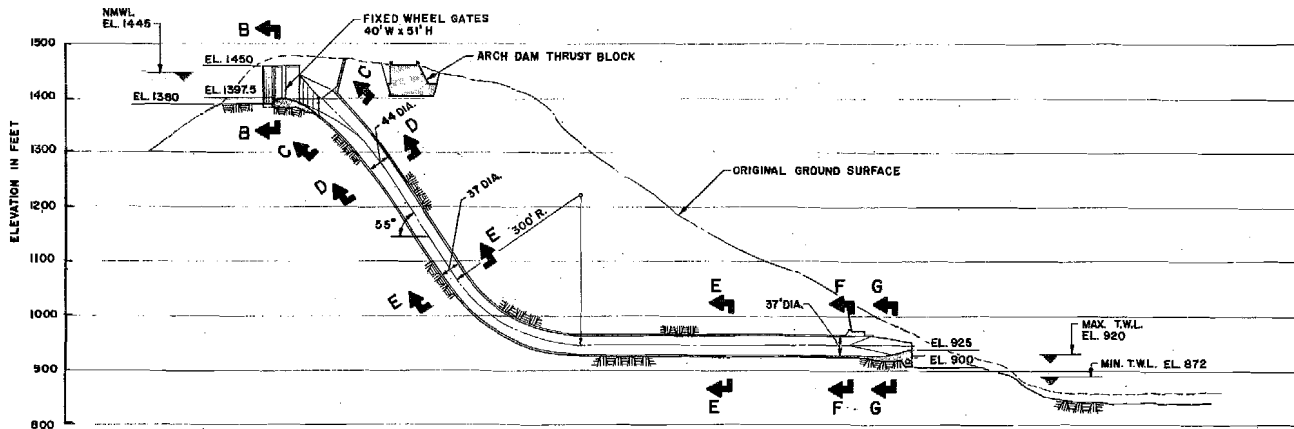 NMWL
EL. 1445
B
FIXED WHEEL GATES
40' W x 51' H
1500
EL. 1450
ARCH DAM THRUST BLOCK
C
1400
EL. 1397.5
EL. 1380
B
44 DIA.
D
C
1300
ORIGINAL GROUND SURFACE
D
37 DIA.
1200
ELEVATION IN FEET
55°
E
300' R.
1100
E
E
F
G
37' DIA.
1000
MAX. T.W.L.
EL. 920
EL. 925
EL. 900
MIN. T.W.L. EL. 872
900
E
F
G
800